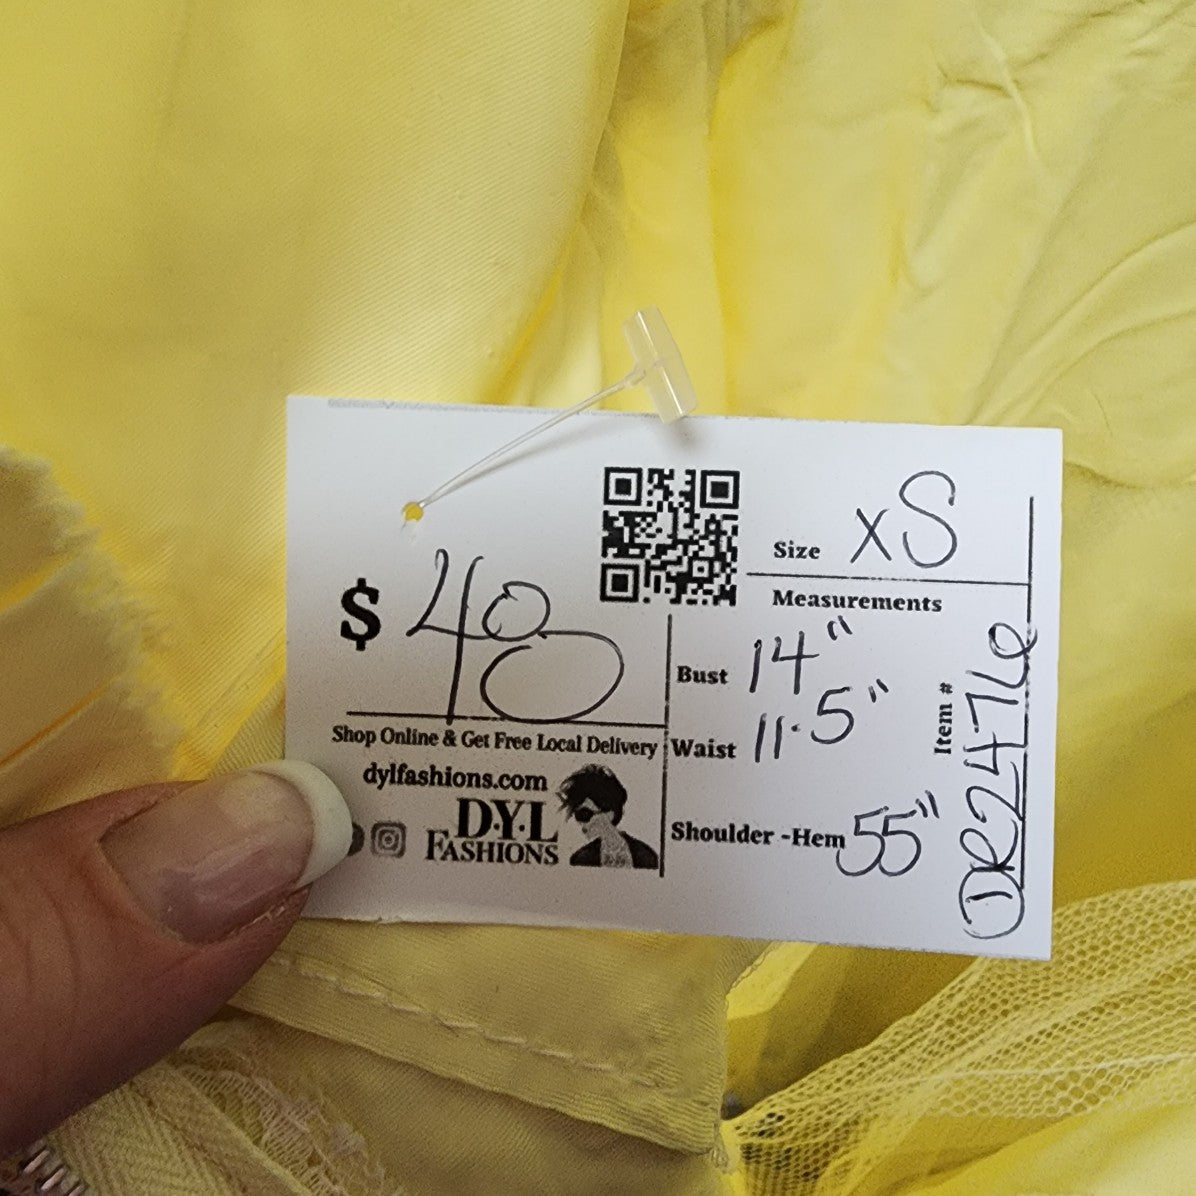 $ 48
Shop Online & Get Free Local Delivery
dylfashions.com
D·Y·L
FASHIONS
Size XS
Measurements
Bust 14"
Waist 11.5"
Shoulder -Hem 55"
Item # DR2476